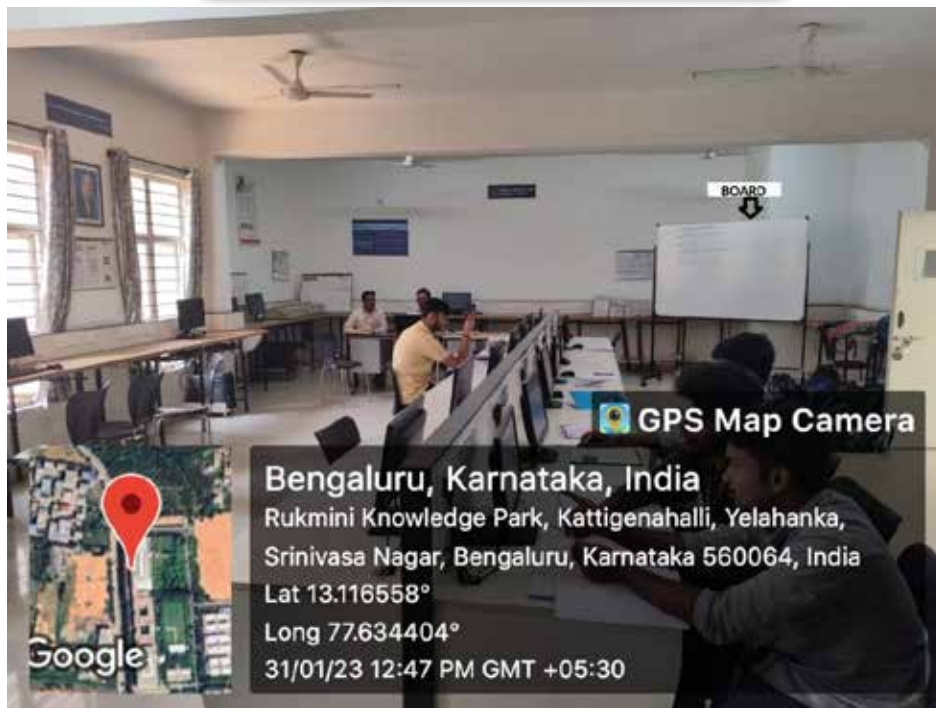 BOARD
GPS Map Camera
Bengaluru, Karnataka, India
Rukmini Knowledge Park, Kattigenahalli, Yelahanka,
Srinivasa Nagar, Bengaluru, Karnataka 560064, India
Lat 13.116558°
Long 77.634404°
31/01/23 12:47 PM GMT +05:30
Google